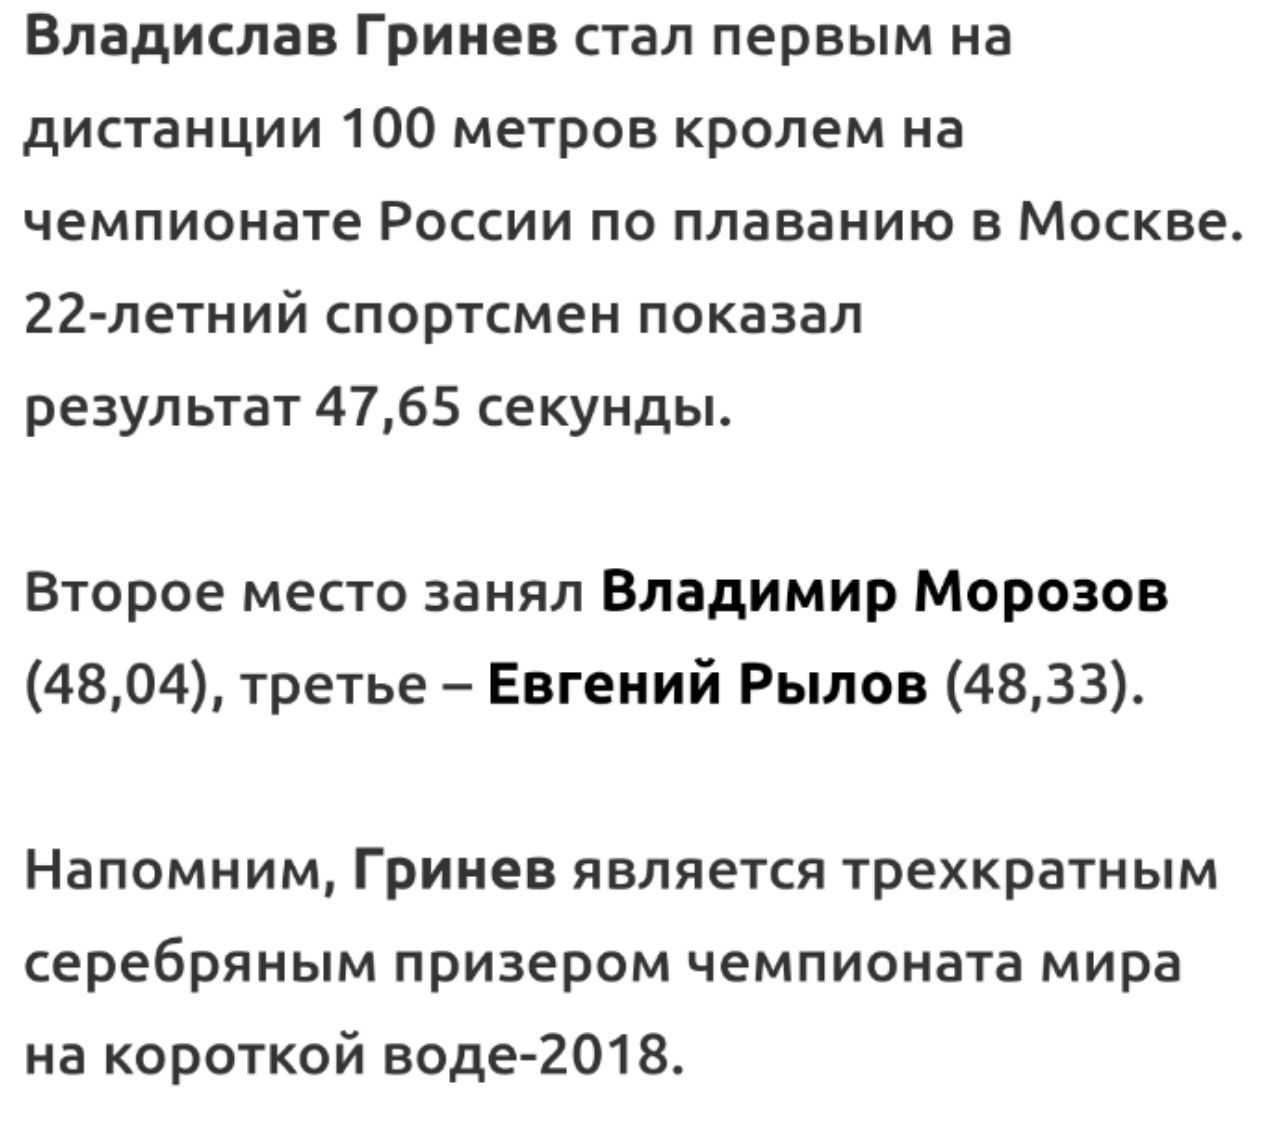 Владислав Гринев стал первым на
дистанции 100 метров кролем на
чемпионате России по плаванию в Москве.
22-летний спортсмен показал
результат 47,65 секунды.
Второе место занял Владимир Морозов
(48,04), третье – Евгений Рылов (48,33).
Напомним, Гринев является трехкратным
серебряным призером чемпионата мира
на короткой воде-2018.